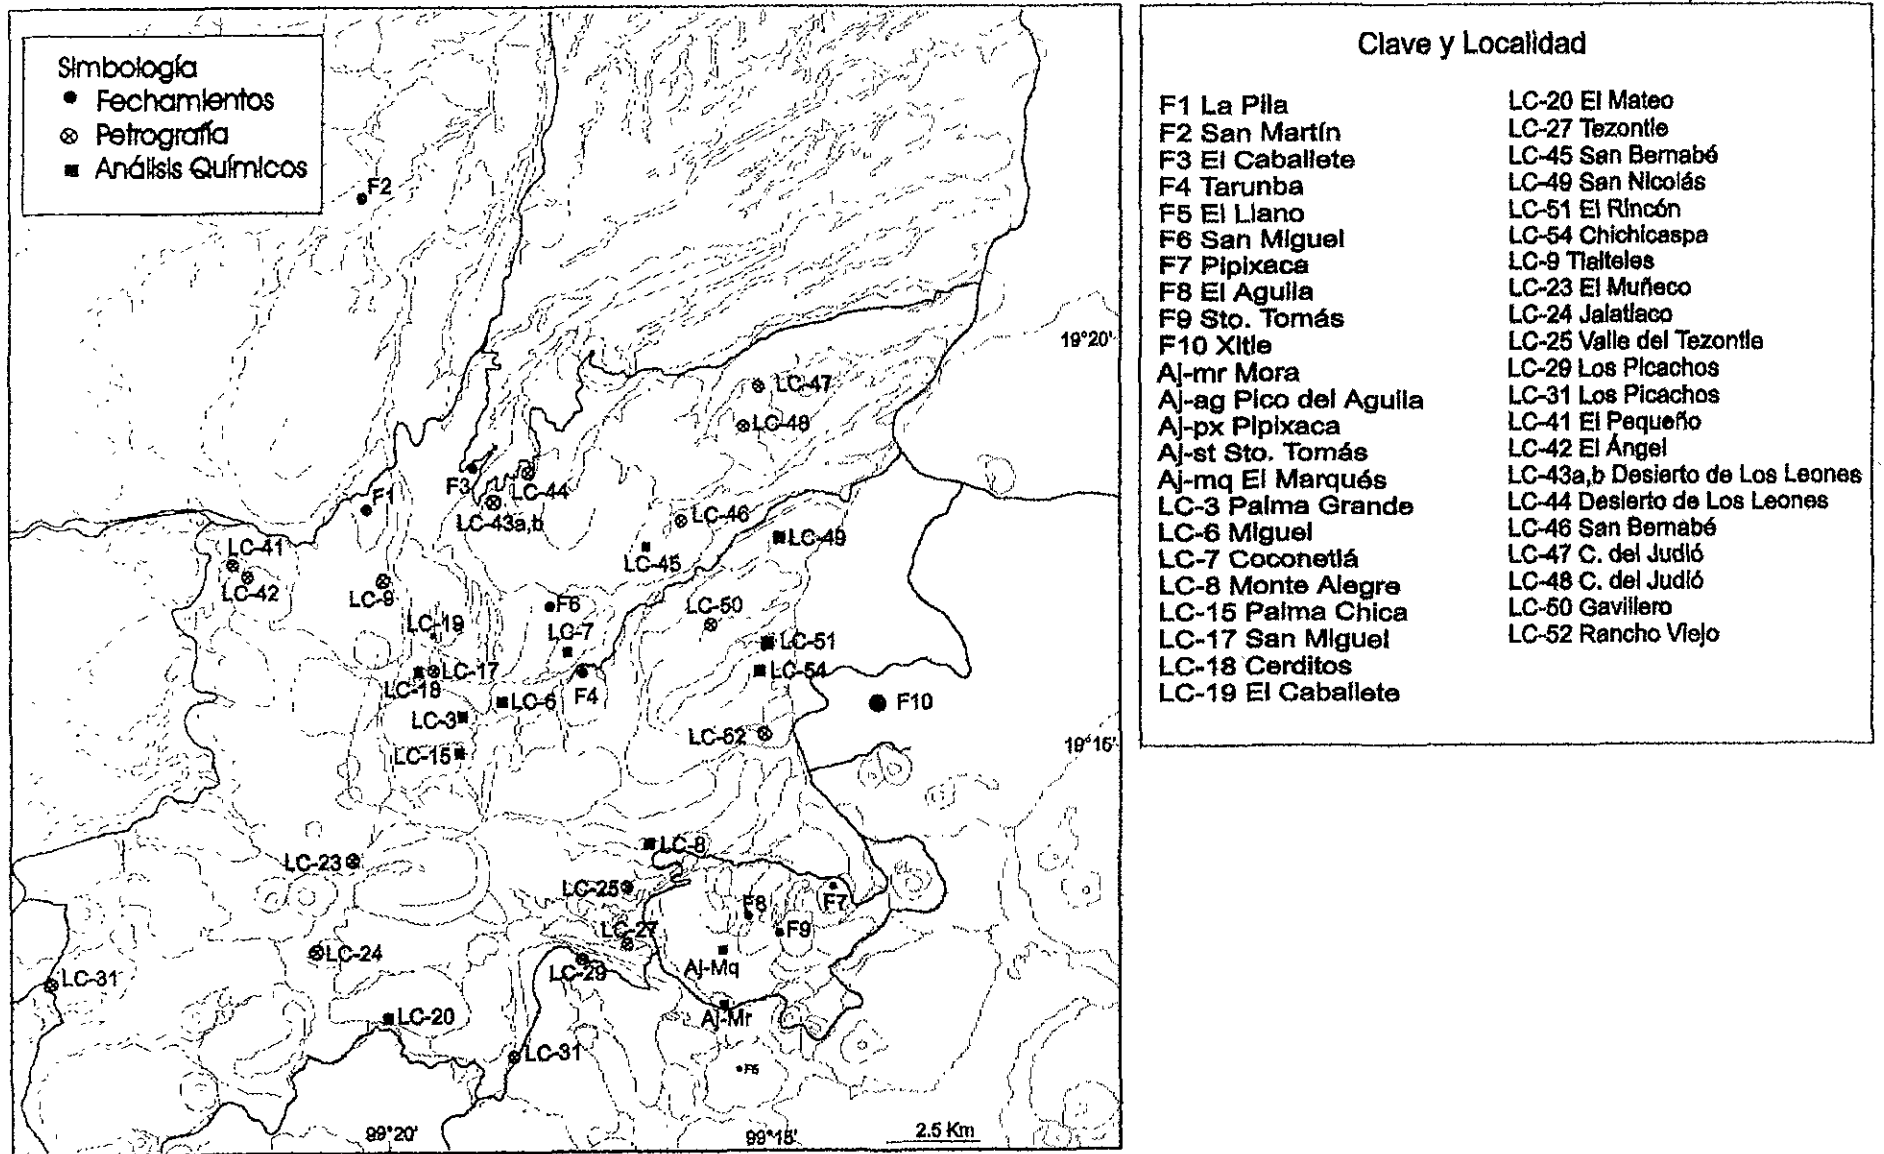 Simbología
Fechamientos
Petrografía
Análisis Químicos
F2
19°20'
LC-47
LC-48
F3
LC-44
F1
LC-43a,b
LC-46
LC-49
LC-41
LC-45
LC-42
LC-9
F6
LC-50
LC-19
LC-7
LC-51
LC-17
LC-54
LC-18
F4
LC-6
F10
LC-3
LC-52
19°15'
LC-15
LC-8
LC-23
LC-25
F7
F8
F9
LC-27
LC-24
LC-29
Aj-Mq
LC-31
LC-20
Aj-Mr
LC-31
F5
99°20'
99°15'
2.5 Km
Clave y Localidad
F1 La Pila
F2 San Martín
F3 El Caballete
F4 Tarunba
F5 El Llano
F6 San Miguel
F7 Pipixaca
F8 El Aguila
F9 Sto. Tomás
F10 Xitle
Aj-mr Mora
Aj-ag Pico del Aguila
Aj-px Pipixaca
Aj-st Sto. Tomás
Aj-mq El Marqués
LC-3 Palma Grande
LC-6 Miguel
LC-7 Coconetlá
LC-8 Monte Alegre
LC-15 Palma Chica
LC-17 San Miguel
LC-18 Cerditos
LC-19 El Caballete
LC-20 El Mateo
LC-27 Tezontle
LC-45 San Bernabé
LC-49 San Nicolás
LC-51 El Rincón
LC-54 Chichicaspa
LC-9 Tlalteles
LC-23 El Muñeco
LC-24 Jalatlaco
LC-25 Valle del Tezontle
LC-29 Los Picachos
LC-31 Los Picachos
LC-41 El Pequeño
LC-42 El Ángel
LC-43a,b Desierto de Los Leones
LC-44 Desierto de Los Leones
LC-46 San Bernabé
LC-47 C. del Judió
LC-48 C. del Judió
LC-50 Gavillero
LC-52 Rancho Viejo